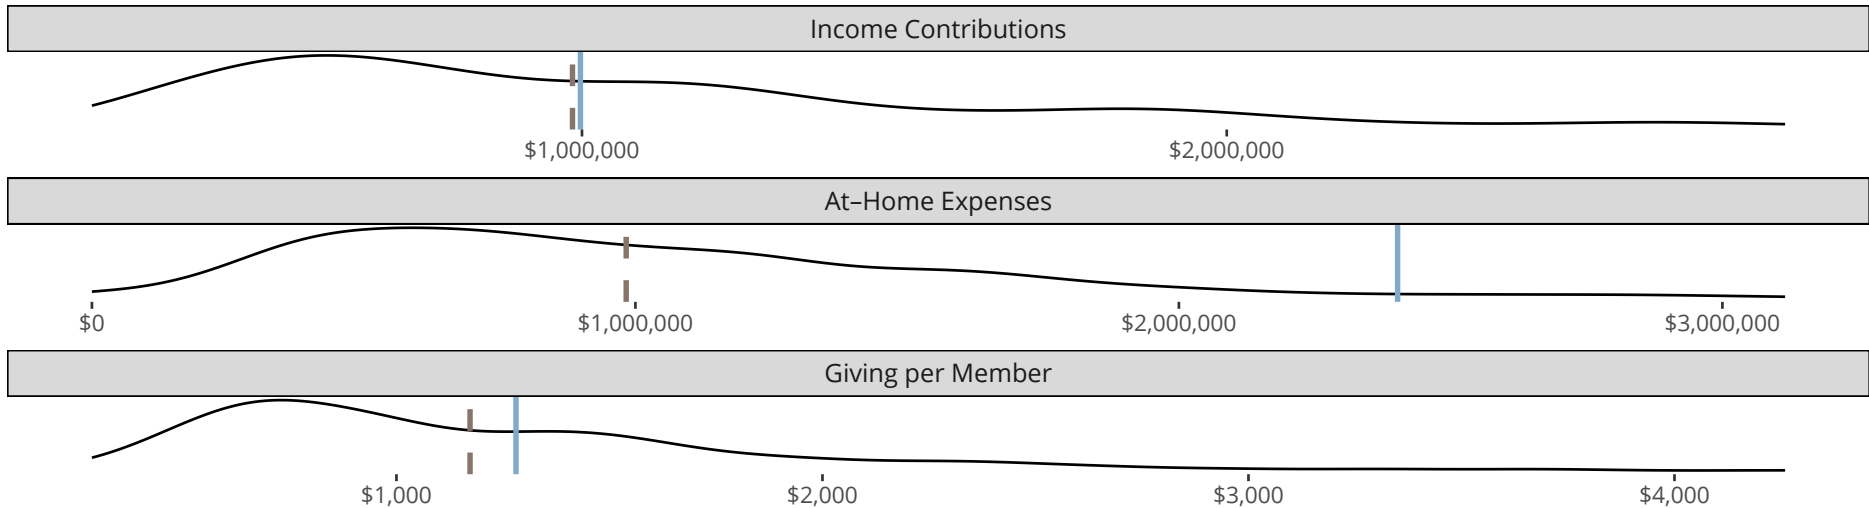 Income Contributions
$1,000,000 $2,000,000
At–Home Expenses
$0 $1,000,000 $2,000,000 $3,000,000
Giving per Member
$1,000 $2,000 $3,000 $4,000